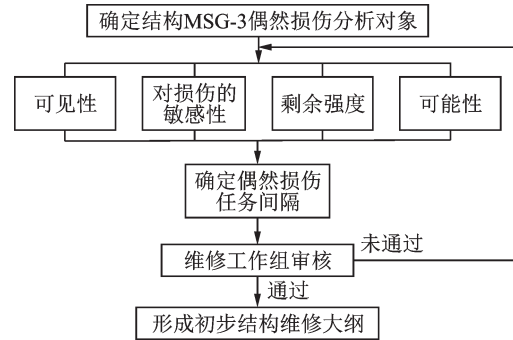 确定结构MSG-3偶然损伤分析对象
可见性
对损伤的
敏感性
剩余强度
可能性
确定偶然损伤
任务间隔
维修工作组审核
未通过
通过
形成初步结构维修大纲